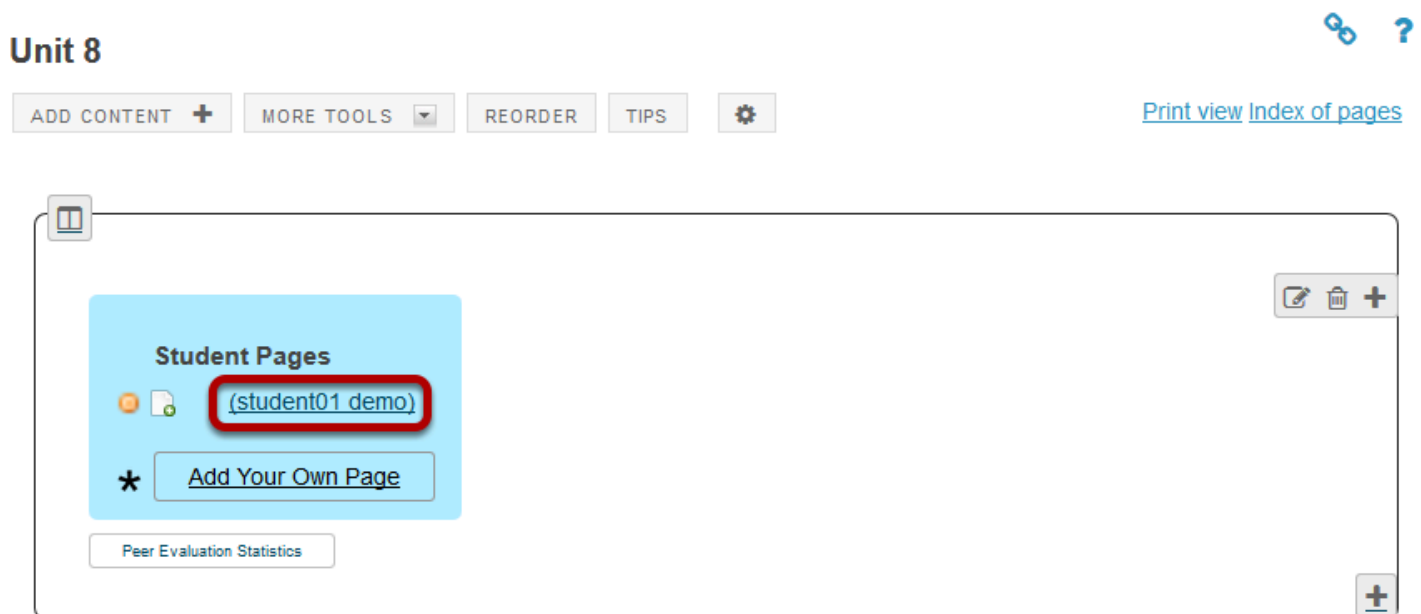 Unit 8
?
ADD CONTENT +
MORE TOOLS
REORDER
TIPS
Print view Index of pages
Student Pages
(student01 demo)
* Add Your Own Page
Peer Evaluation Statistics